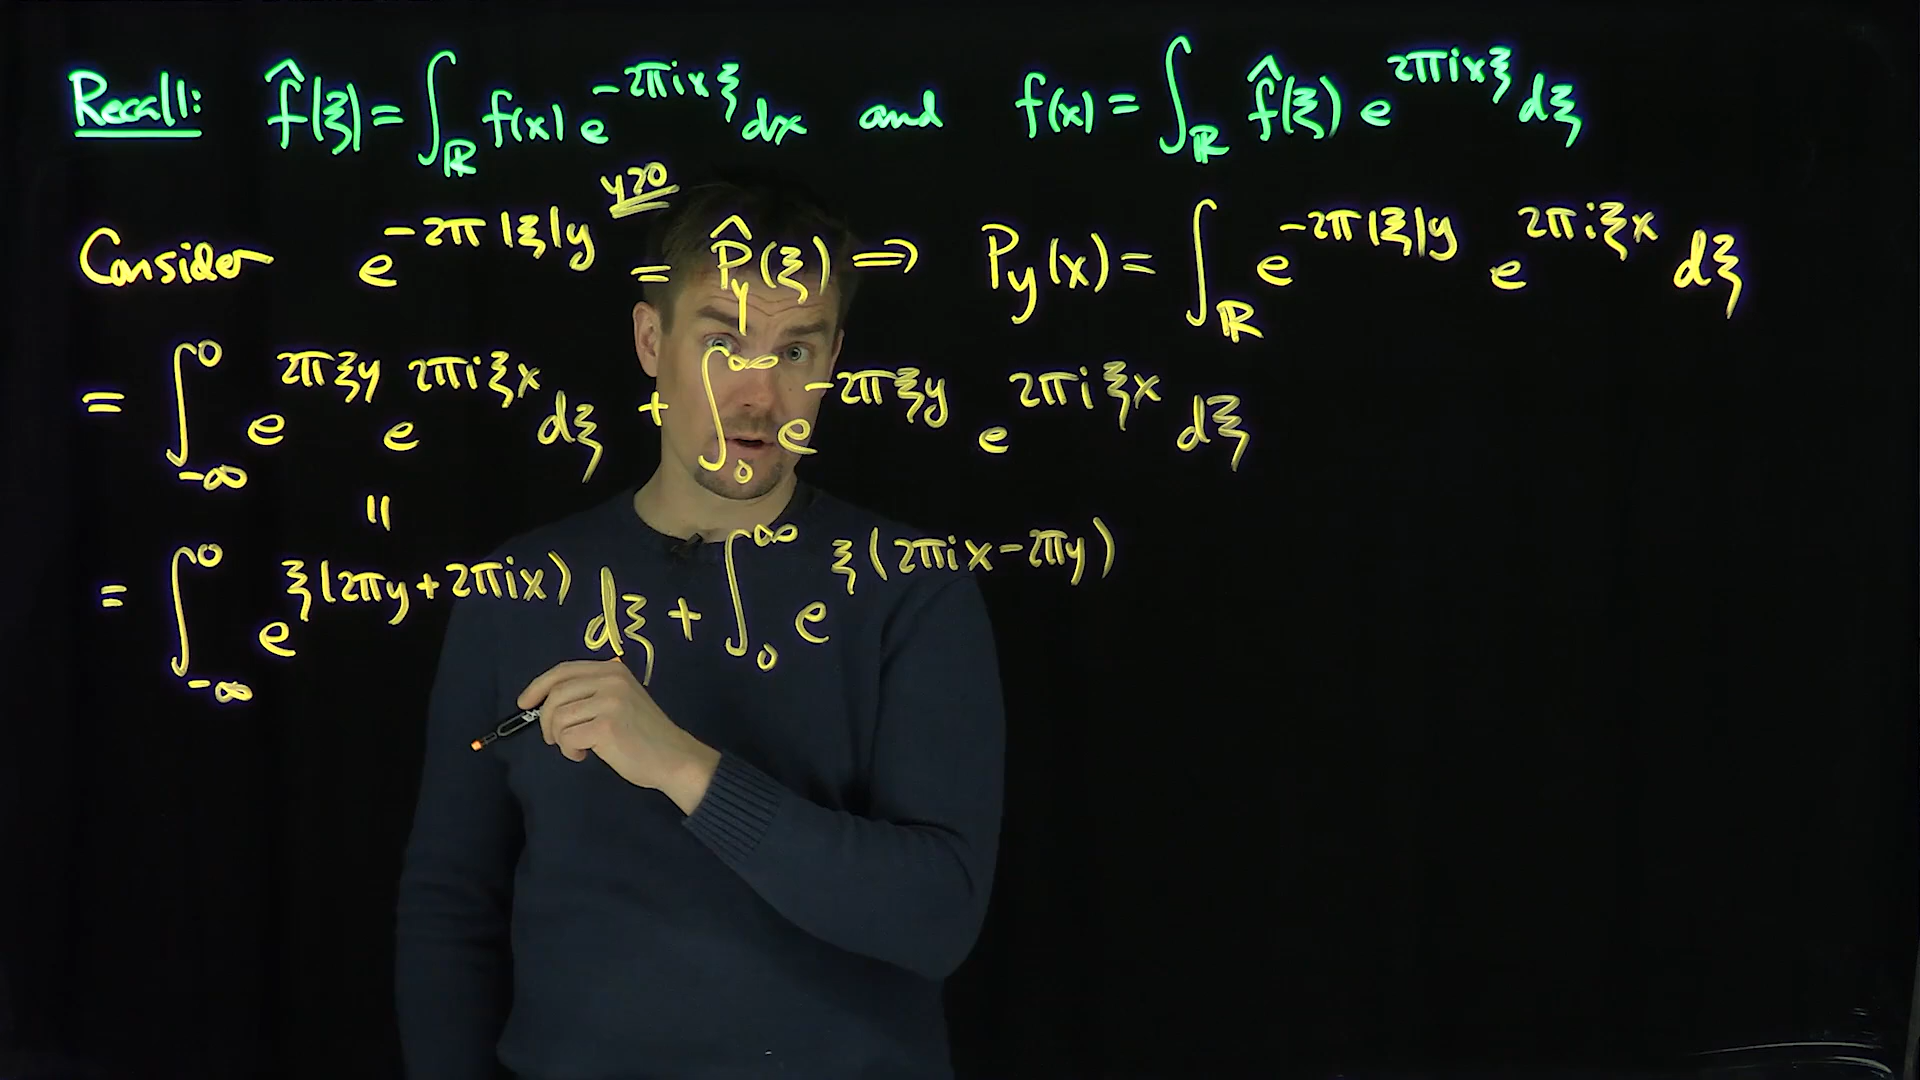 Recall: f̂(ξ) = ∫_ℝ f(x) e^{-2πixξ} dx and f(x) = ∫_ℝ f̂(ξ) e^{2πixξ} dξ
y>0
Consider e^{-2π|ξ|y} = P̂_y(ξ) ⇒ P_y(x) = ∫_ℝ e^{-2π|ξ|y} e^{2πiξx} dξ
= ∫_{-∞}^0 e^{2πξy} e^{2πiξx} dξ + ∫_0^∞ e^{-2πξy} e^{2πiξx} dξ
=
= ∫_{-∞}^0 e^{ξ(2πy+2πix)} dξ + ∫_0^∞ e^{ξ(2πix-2πy)}